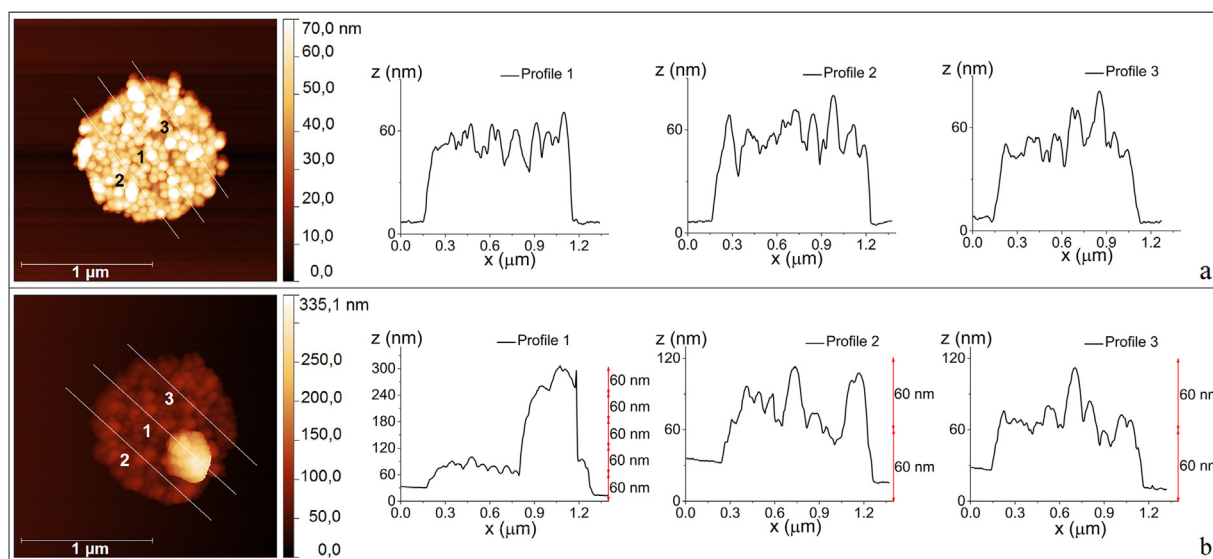 70,0 nm
60,0
50,0
40,0
30,0
20,0
10,0
0,0
3
1
2
1 µm
z (nm)
Profile 1
60
0
0.0 0.3 0.6 0.9 1.2
x (µm)
z (nm)
Profile 2
60
0
0.0 0.3 0.6 0.9 1.2
x (µm)
z (nm)
Profile 3
60
0
0.0 0.3 0.6 0.9 1.2
x (µm)
a
335,1 nm
250,0
200,0
150,0
100,0
50,0
0,0
3
1
2
1 µm
z (nm)
Profile 1
300
240
180
120
60
0
0.0 0.3 0.6 0.9 1.2
x (µm)
60 nm
60 nm
60 nm
60 nm
60 nm
z (nm)
Profile 2
120
90
60
30
0
0.0 0.3 0.6 0.9 1.2
x (µm)
60 nm
60 nm
z (nm)
Profile 3
120
90
60
30
0
0.0 0.3 0.6 0.9 1.2
x (µm)
60 nm
60 nm
b